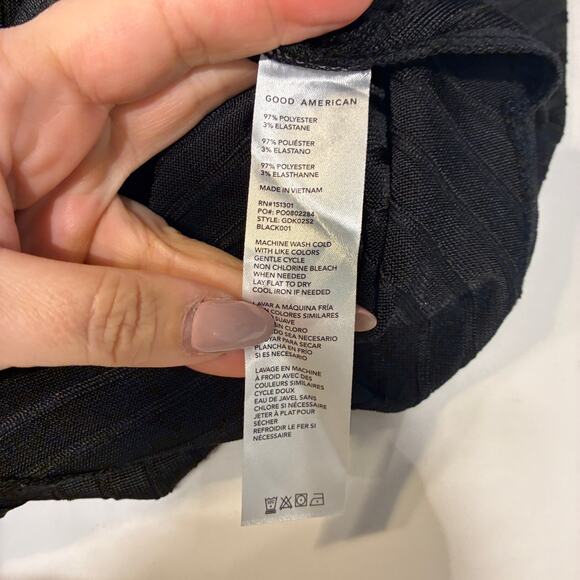 GOOD AMERICAN
97% POLYESTER
3% ELASTANE
97% POLIÉSTER
3% ELASTANO
97% POLYESTER
3% ELASTHANNE
MADE IN VIETNAM
RN#151301
PO#: PO0802284
STYLE: GDK02S2
BLACK001
MACHINE WASH COLD
WITH LIKE COLORS
GENTLE CYCLE
NON CHLORINE BLEACH
WHEN NEEDED
LAY FLAT TO DRY
COOL IRON IF NEEDED
LAVAR A MÁQUINA FRÍA
COLORES SIMILARES
SUAVE
SIN CLORO
SEA NECESARIO
PARA SECAR
PLANCHA EN FRÍO
SI ES NECESARIO
LAVAGE EN MACHINE
À FROID AVEC DES
COULEURS SIMILAIRES
CYCLE DOUX
EAU DE JAVEL SANS
CHLORE SI NÉCESSAIRE
JETER À PLAT POUR
SÉCHER
REFROIDIR LE FER SI
NÉCESSAIRE